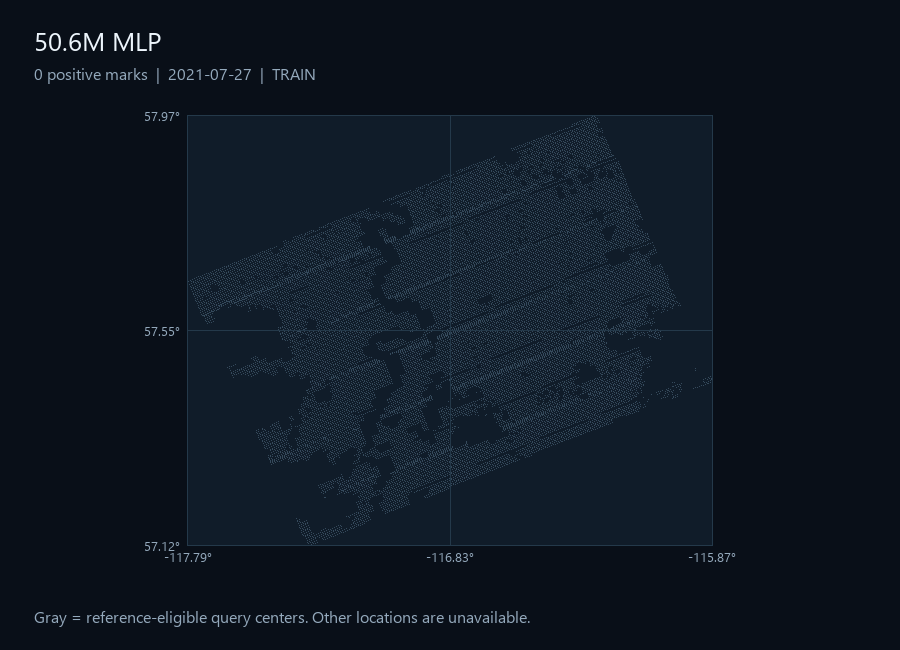 50.6M MLP
0 positive marks | 2021-07-27 | TRAIN
57.97°
57.55°
57.12°
-117.79°
-116.83°
-115.87°
Gray = reference-eligible query centers. Other locations are unavailable.